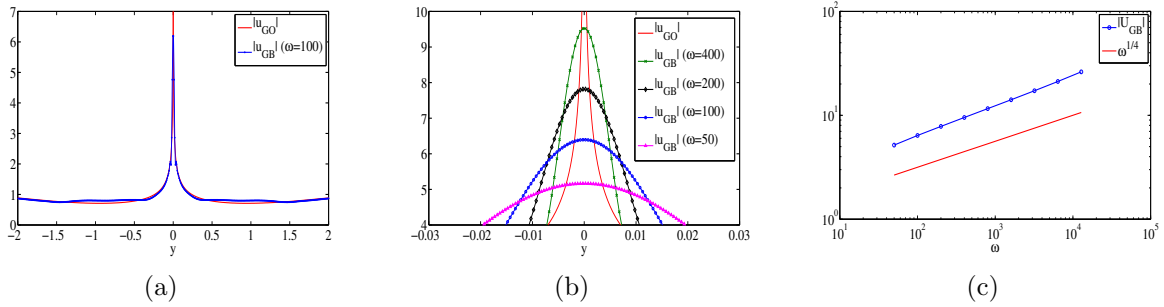 7
6
5
4
3
2
1
0
-2 -1.5 -1 -0.5 0 0.5 1 1.5 2
y
|u_GO|
|u_GB| (ω=100)
(a)
10
9
8
7
6
5
4
-0.03 -0.02 -0.01 0 0.01 0.02 0.03
y
|u_GO|
|u_GB| (ω=400)
|u_GB| (ω=200)
|u_GB| (ω=100)
|u_GB| (ω=50)
(b)
10^2
10^1
10^0
10^1 10^2 10^3 10^4 10^5
ω
|U_GB|
ω^1/4
(c)